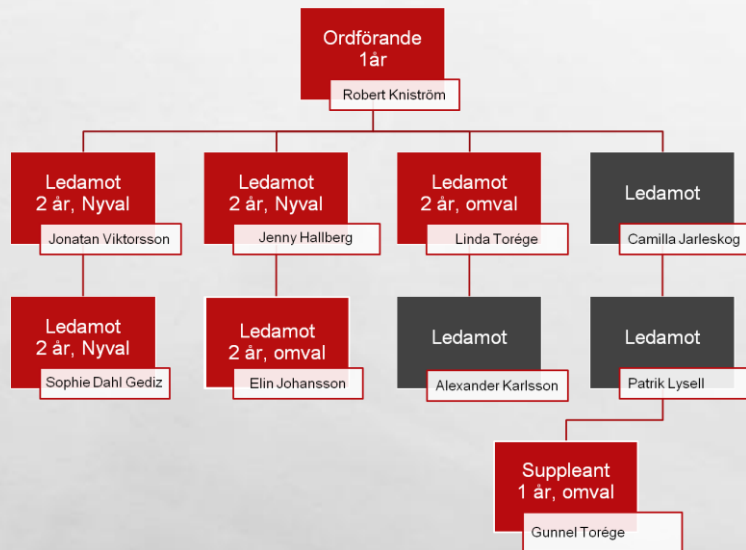 Ordförande
1år
Robert Kniström
Ledamot
2 år, Nyval
Jonatan Viktorsson
Ledamot
2 år, Nyval
Jenny Hallberg
Ledamot
2 år, omval
Linda Torége
Ledamot
Camilla Jarleskog
Ledamot
2 år, Nyval
Sophie Dahl Gediz
Ledamot
2 år, omval
Elin Johansson
Ledamot
Alexander Karlsson
Ledamot
Patrik Lysell
Suppleant
1 år, omval
Gunnel Torége